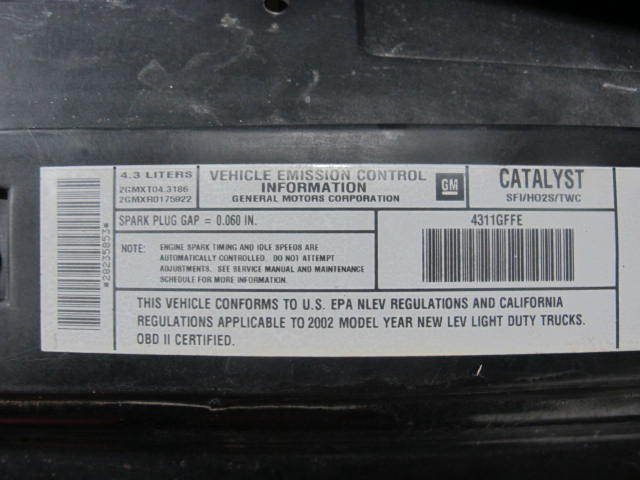 4.3 LITERS
2GMXT04.3186
2GMXR0175922
VEHICLE EMISSION CONTROL
INFORMATION
GENERAL MOTORS CORPORATION
GM
CATALYST
SFI/HO2S/TWC
SPARK PLUG GAP = 0.060 IN.
4311GFFE
NOTE: ENGINE SPARK TIMING AND IDLE SPEEDS ARE
AUTOMATICALLY CONTROLLED. DO NOT ATTEMPT
ADJUSTMENTS. SEE SERVICE MANUAL AND MAINTENANCE
SCHEDULE FOR MORE INFORMATION.
*28235853*
THIS VEHICLE CONFORMS TO U.S. EPA NLEV REGULATIONS AND CALIFORNIA
REGULATIONS APPLICABLE TO 2002 MODEL YEAR NEW LEV LIGHT DUTY TRUCKS.
OBD II CERTIFIED.